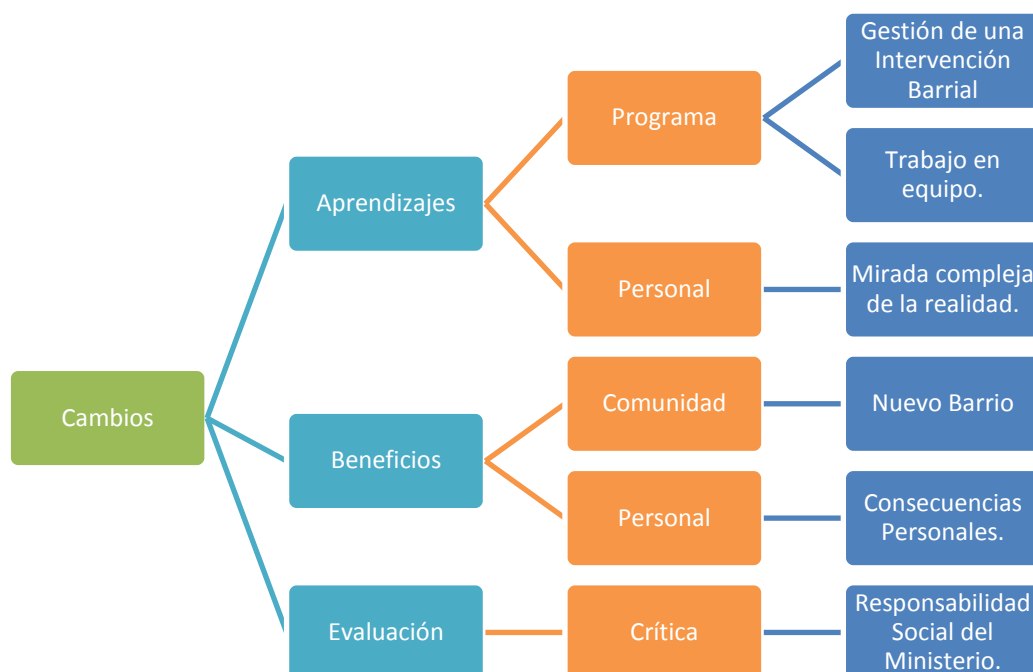 Cambios
Aprendizajes
Programa
Gestión de una
Intervención
Barrial
Trabajo en
equipo.
Personal
Mirada compleja
de la realidad.
Beneficios
Comunidad
Nuevo Barrio
Personal
Consecuencias
Personales.
Evaluación
Crítica
Responsabilidad
Social del
Ministerio.